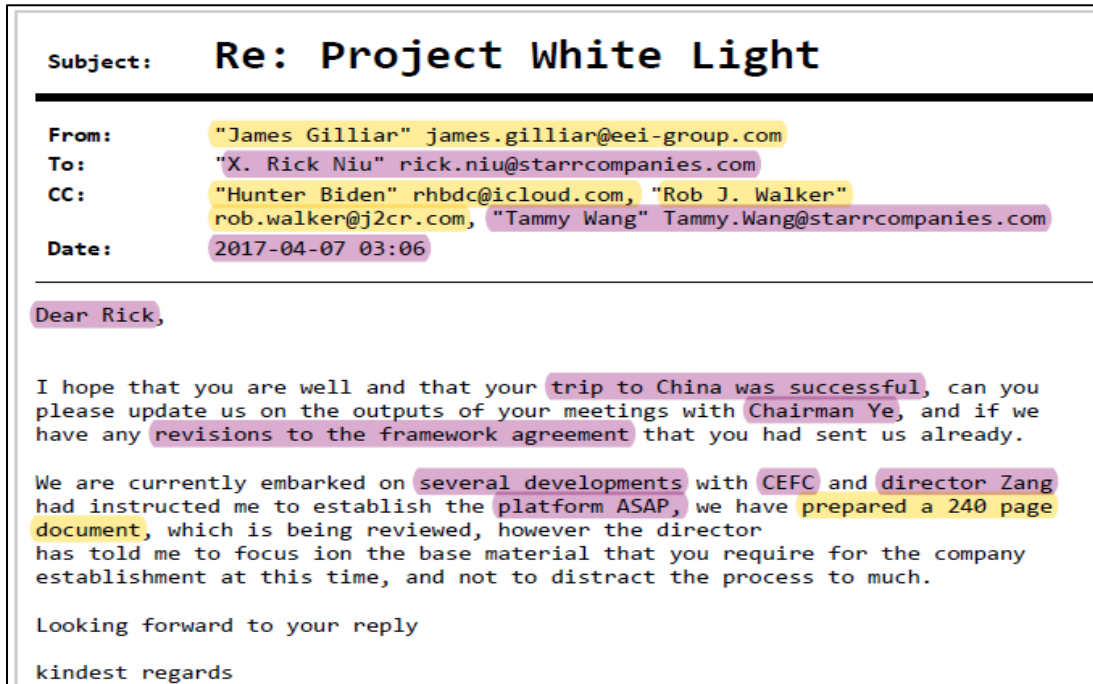 Subject: Re: Project White Light
From: "James Gilliar" james.gilliar@eei-group.com
To: "X. Rick Niu" rick.niu@starrcompanies.com
CC: "Hunter Biden" rhbdc@icloud.com, "Rob J. Walker"
rob.walker@j2cr.com, "Tammy Wang" Tammy.Wang@starrcompanies.com
Date: 2017-04-07 03:06
Dear Rick,
I hope that you are well and that your trip to China was successful, can you
please update us on the outputs of your meetings with Chairman Ye, and if we
have any revisions to the framework agreement that you had sent us already.
We are currently embarked on several developments with CEFC and director Zang
had instructed me to establish the platform ASAP, we have prepared a 240 page
document, which is being reviewed, however the director
has told me to focus ion the base material that you require for the company
establishment at this time, and not to distract the process to much.
Looking forward to your reply
kindest regards